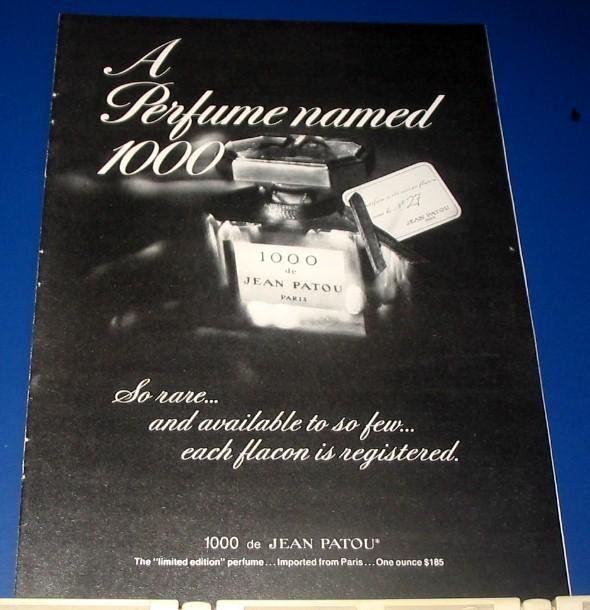 A
Perfume named
1000
27
JEAN PATOU
1000
de
JEAN PATOU
PARIS
So rare...
and available to so few...
each flacon is registered.
1000 de JEAN PATOU®
The "limited edition" perfume... Imported from Paris... One ounce $185